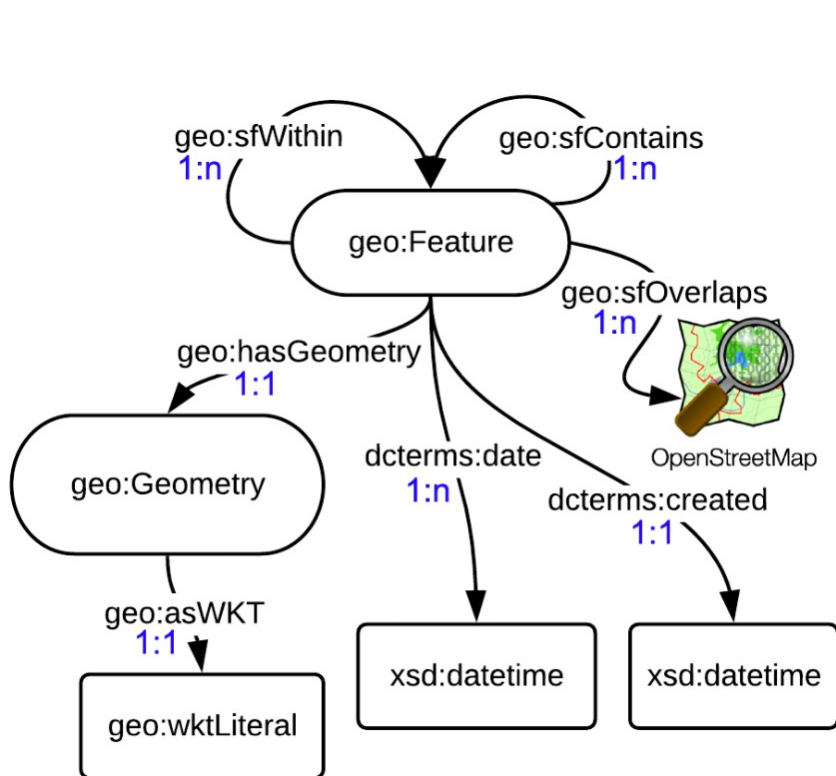 geo:sfWithin
1:n
geo:sfContains
1:n
geo:Feature
geo:sfOverlaps
1:n
geo:hasGeometry
1:1
OpenStreetMap
dcterms:date
1:n
geo:Geometry
dcterms:created
1:1
geo:asWKT
1:1
xsd:datetime
xsd:datetime
geo:wktLiteral